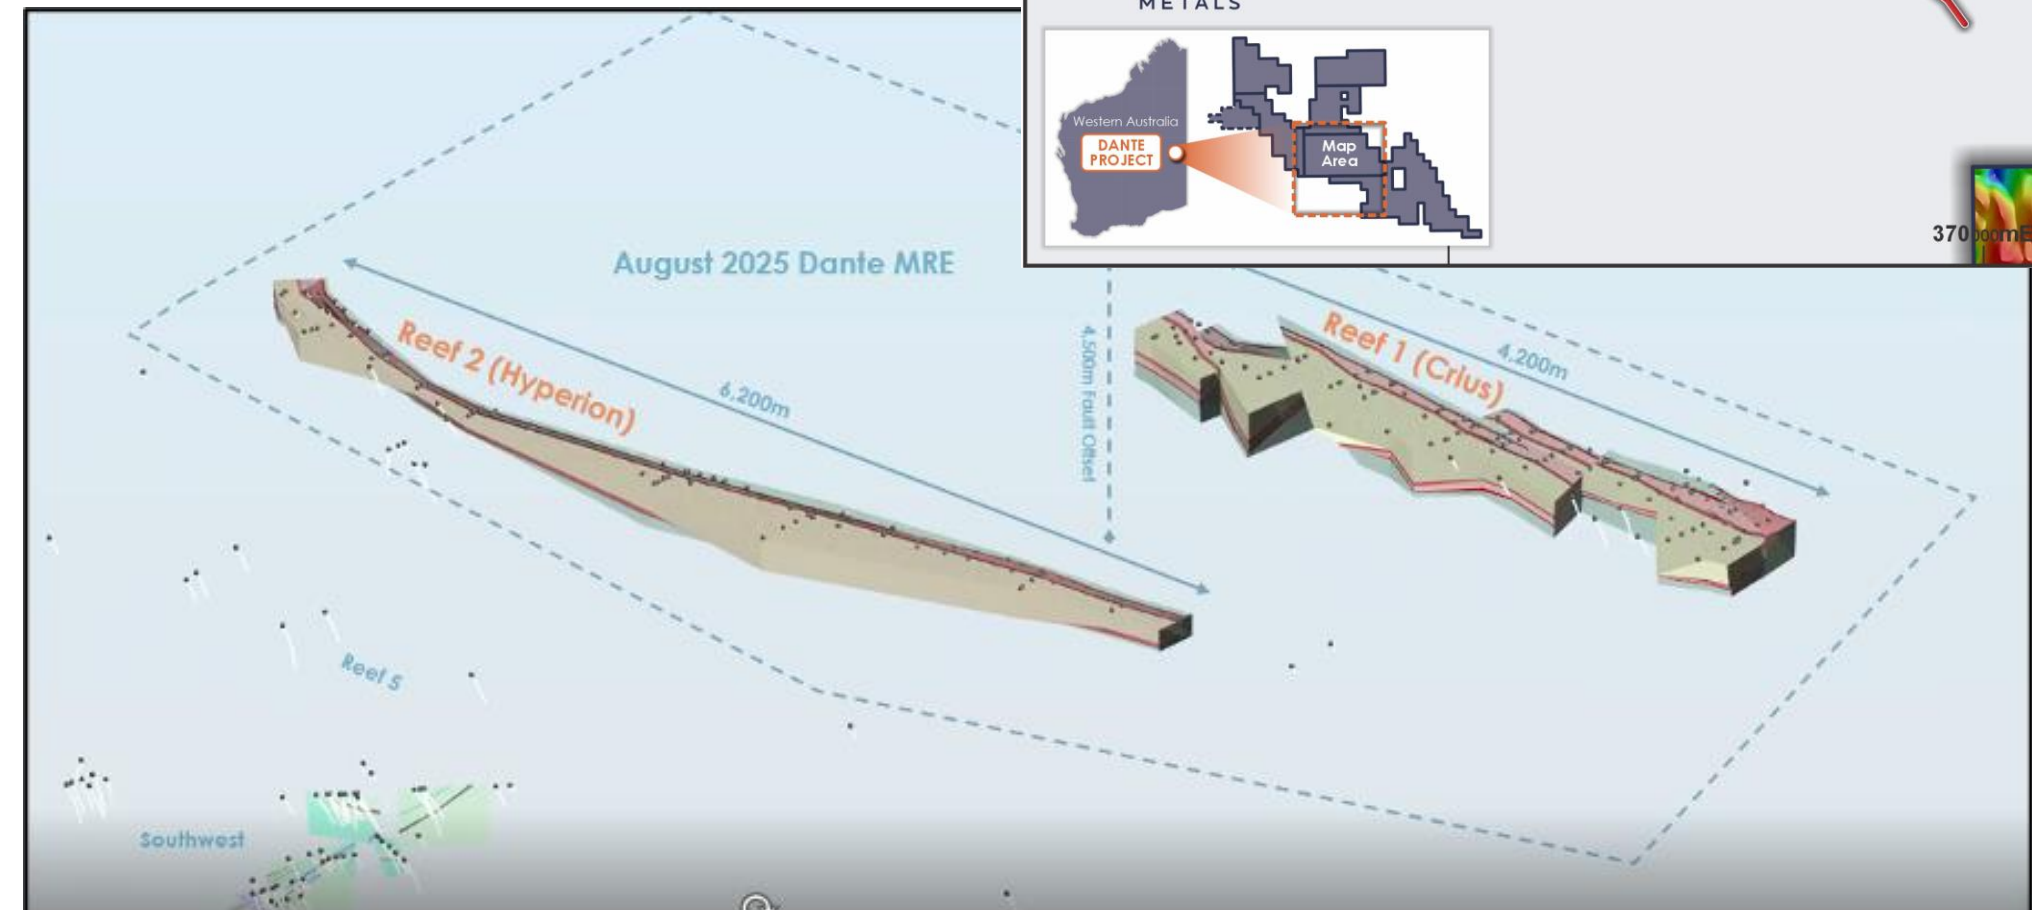 METALS
Western Australia
DANTE
PROJECT
Map
Area
370000mE
August 2025 Dante MRE
Reef 2 (Hyperion)
6,200m
4,500m Fault Offset
Reef 1 (Crius)
4,200m
Reef 5
Southwest